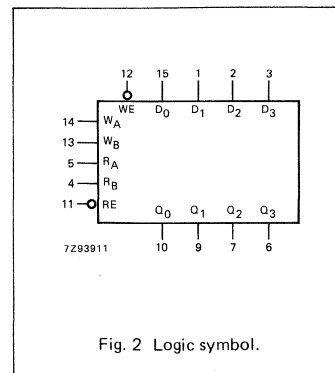 12 15 1 2 3
WE D0 D1 D2 D3
14 WA
13 WB
5 RA
4 RB
11 RE
Q0 Q1 Q2 Q3
7Z93911
10 9 7 6
Fig. 2 Logic symbol.